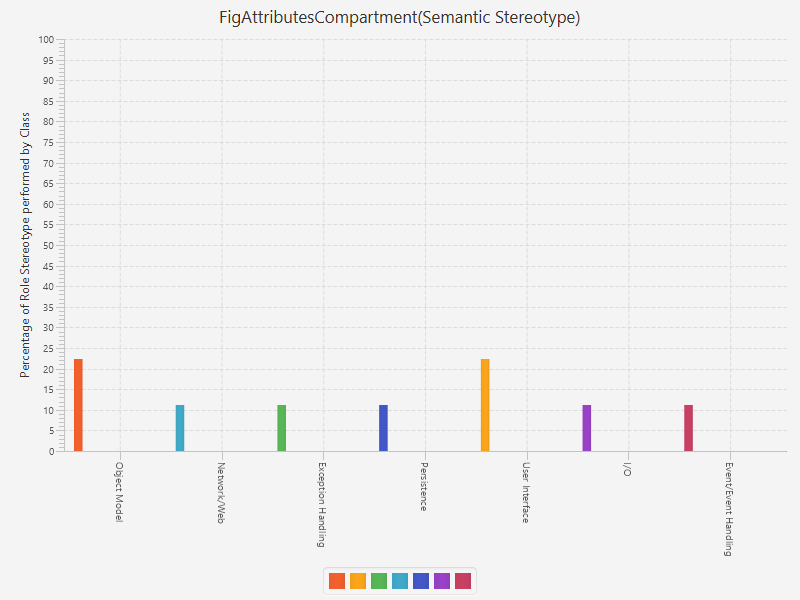 FigAttributesCompartment(Semantic Stereotype)
Percentage of Role Stereotype performed by Class
100
95
90
85
80
75
70
65
60
55
50
45
40
35
30
25
20
15
10
5
0
Object Model
Network/Web
Exception Handling
Persistence
User Interface
I/O
Event/Event Handling